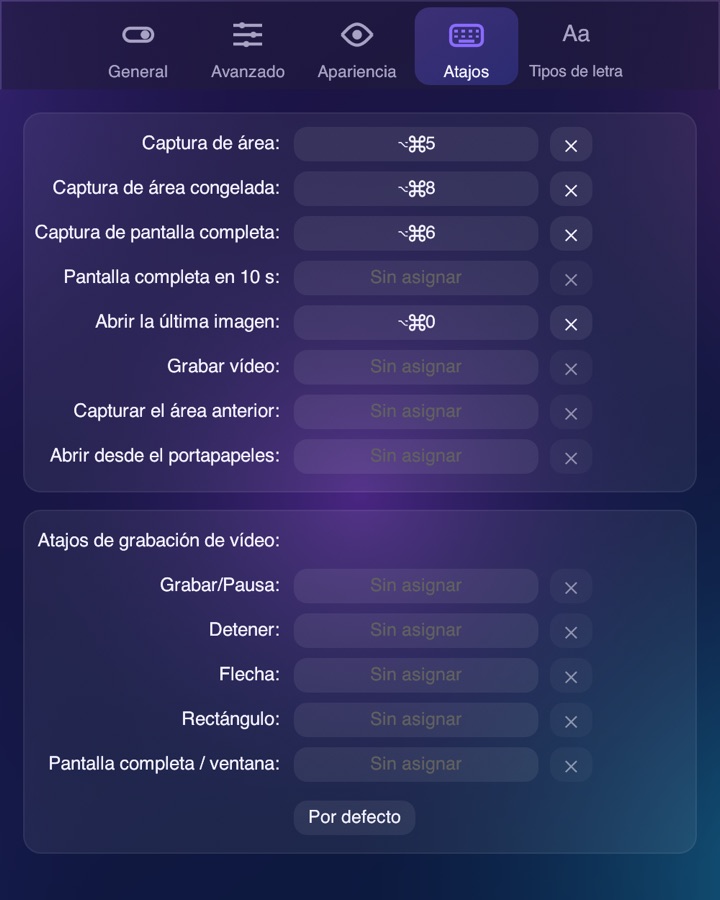 General
Avanzado
Apariencia
Atajos
Aa
Tipos de letra
Captura de área: ⌥⌘5
Captura de área congelada: ⌥⌘8
Captura de pantalla completa: ⌥⌘6
Pantalla completa en 10 s: Sin asignar
Abrir la última imagen: ⌥⌘0
Grabar vídeo: Sin asignar
Capturar el área anterior: Sin asignar
Abrir desde el portapapeles: Sin asignar
Atajos de grabación de vídeo:
Grabar/Pausa: Sin asignar
Detener: Sin asignar
Flecha: Sin asignar
Rectángulo: Sin asignar
Pantalla completa / ventana: Sin asignar
Por defecto